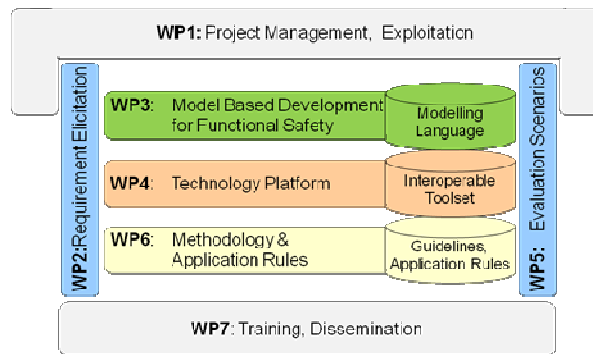 WP1: Project Management, Exploitation
WP2:Requirement Elicitation
WP3: Model Based Development
for Functional Safety
Modelling
Language
WP4: Technology Platform
Interoperable
Toolset
WP6: Methodology &
Application Rules
Guidelines,
Application Rules
WP5: Evaluation Scenarios
WP7: Training, Dissemination